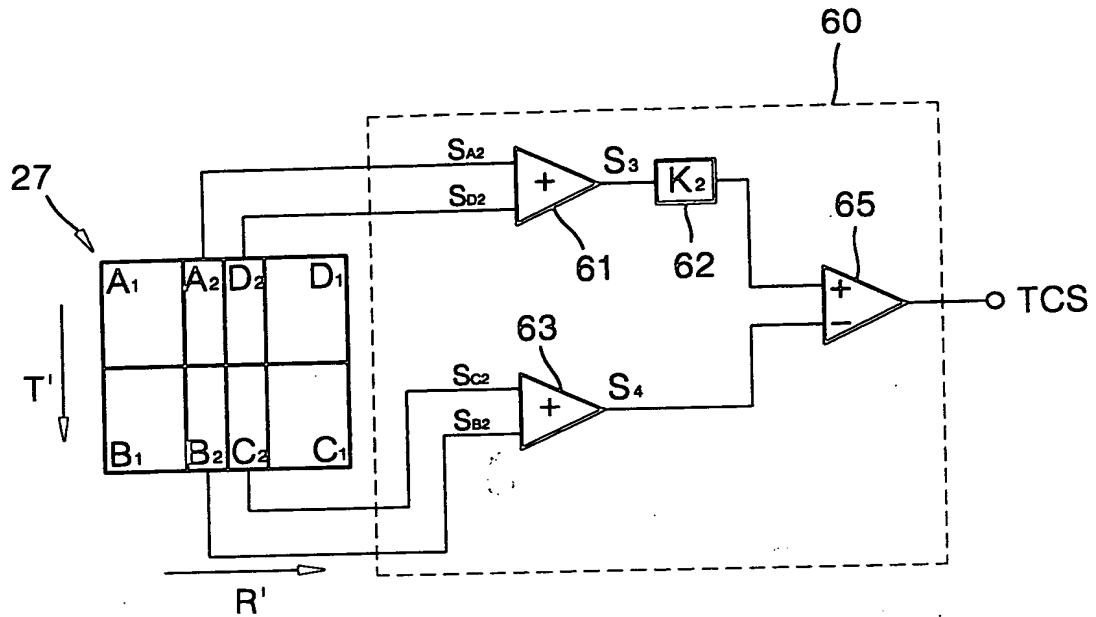 60
27
SA2
SD2
+
S3
K2
61
62
65
A1 A2 D2 D1
+
−
TCS
T'
63
SC2
SB2
+
S4
B1 B2 C2 C1
R'